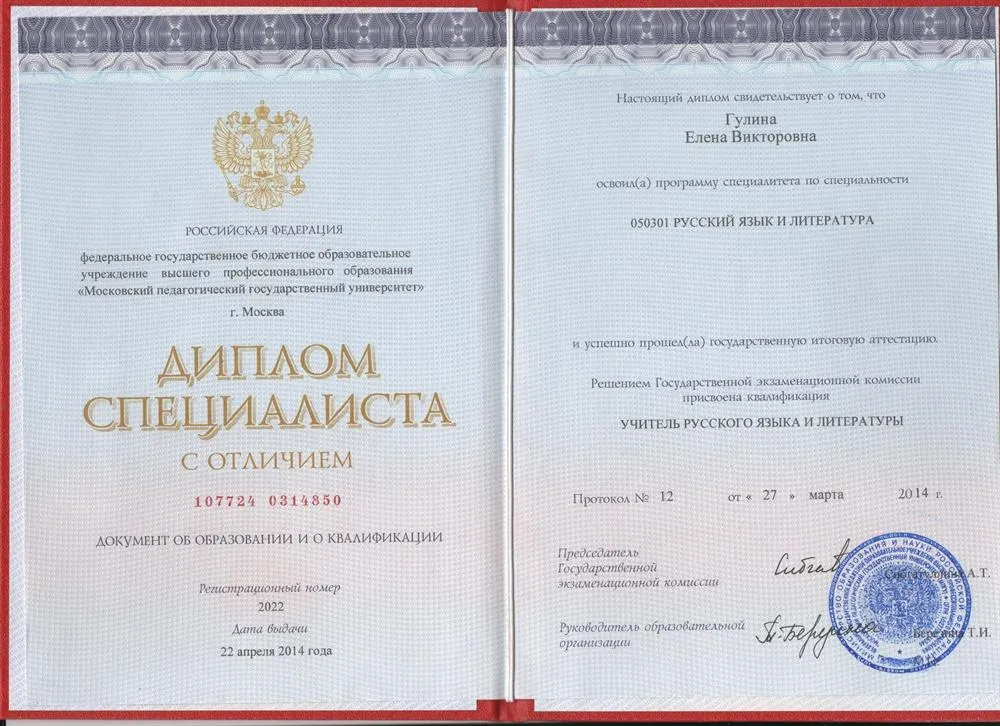 РОССИЙСКАЯ ФЕДЕРАЦИЯ
федеральное государственное бюджетное образовательное
учреждение высшего профессионального образования
«Московский педагогический государственный университет»
г. Москва
ДИПЛОМ
СПЕЦИАЛИСТА
С ОТЛИЧИЕМ
107724 0314850
ДОКУМЕНТ ОБ ОБРАЗОВАНИИ И О КВАЛИФИКАЦИИ
Регистрационный номер
2022
Дата выдачи
22 апреля 2014 года
Настоящий диплом свидетельствует о том, что
Гулина
Елена Викторовна
освоил(а) программу специалитета по специальности
050301 РУССКИЙ ЯЗЫК И ЛИТЕРАТУРА
и успешно прошел(ла) государственную итоговую аттестацию.
Решением Государственной экзаменационной комиссии
присвоена квалификация
УЧИТЕЛЬ РУССКОГО ЯЗЫКА И ЛИТЕРАТУРЫ
Протокол № 12 от « 27 » марта 2014 г.
Председатель
Государственной
экзаменационной комиссии
А.Т.
Руководитель образовательной
организации
Т.И.
М.П.